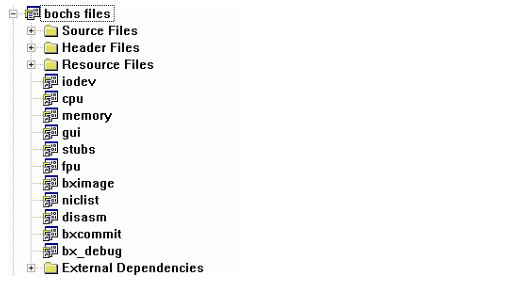 bochs files
Source Files
Header Files
Resource Files
iodev
cpu
memory
gui
stubs
fpu
bximage
niclist
disasm
bxcommit
bx_debug
External Dependencies